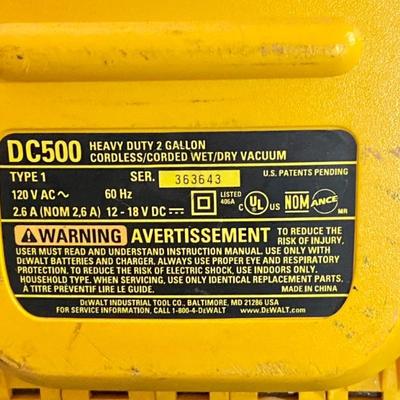 DC500 HEAVY DUTY 2 GALLON
CORDLESS/CORDED WET/DRY VACUUM
TYPE 1 SER. 363643 U.S. PATENTS PENDING
120 V AC ~ 60 Hz
2.6 A (NOM 2,6 A) 12 - 18 V DC
LISTED
406A
C UL US
NOM ANCE
MR
WARNING AVERTISSEMENT TO REDUCE
THE RISK OF INJURY,
USER MUST READ AND UNDERSTAND INSTRUCTION MANUAL. USE ONLY WITH
DEWALT BATTERIES AND CHARGER. ALWAYS USE PROPER EYE AND RESPIRATORY
PROTECTION. TO REDUCE THE RISK OF ELECTRIC SHOCK, USE INDOORS ONLY.
HOUSEHOLD TYPE. WHEN SERVICING, USE ONLY IDENTICAL REPLACEMENT PARTS.
A TITRE PREVENTIF LIRE LE GUIDE. MADE IN CHINA
DEWALT INDUSTRIAL TOOL CO., BALTIMORE, MD 21286 USA
FOR SERVICE INFORMATION, CALL 1-800-4-DEWALT www.DEWALT.com